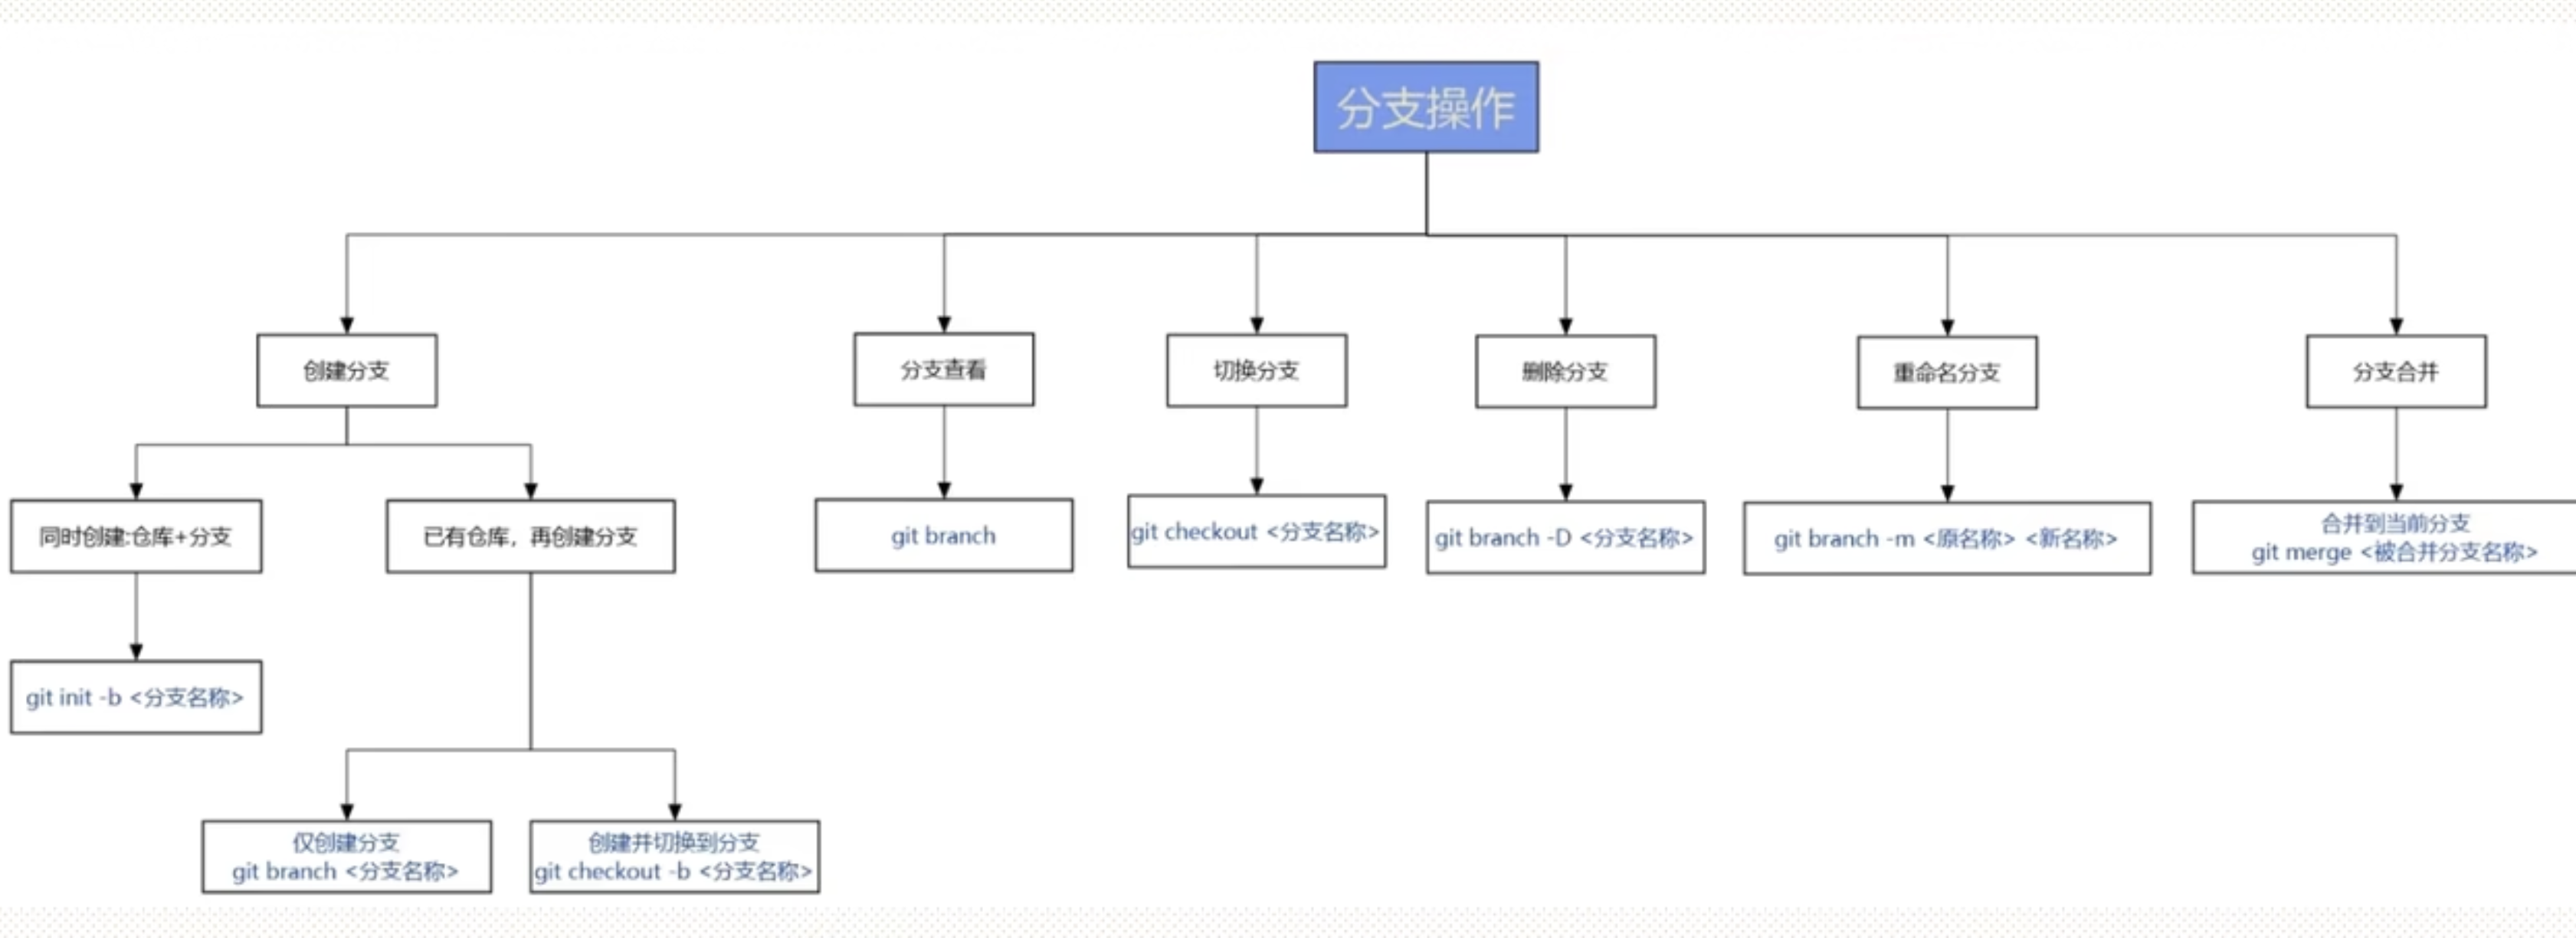 分支操作
创建分支
分支查看
切换分支
删除分支
重命名分支
分支合并
同时创建:仓库+分支
已有仓库，再创建分支
git branch
git checkout <分支名称>
git branch -D <分支名称>
git branch -m <原名称> <新名称>
合并到当前分支
git merge <被合并分支名称>
git init -b <分支名称>
仅创建分支
git branch <分支名称>
创建并切换到分支
git checkout -b <分支名称>